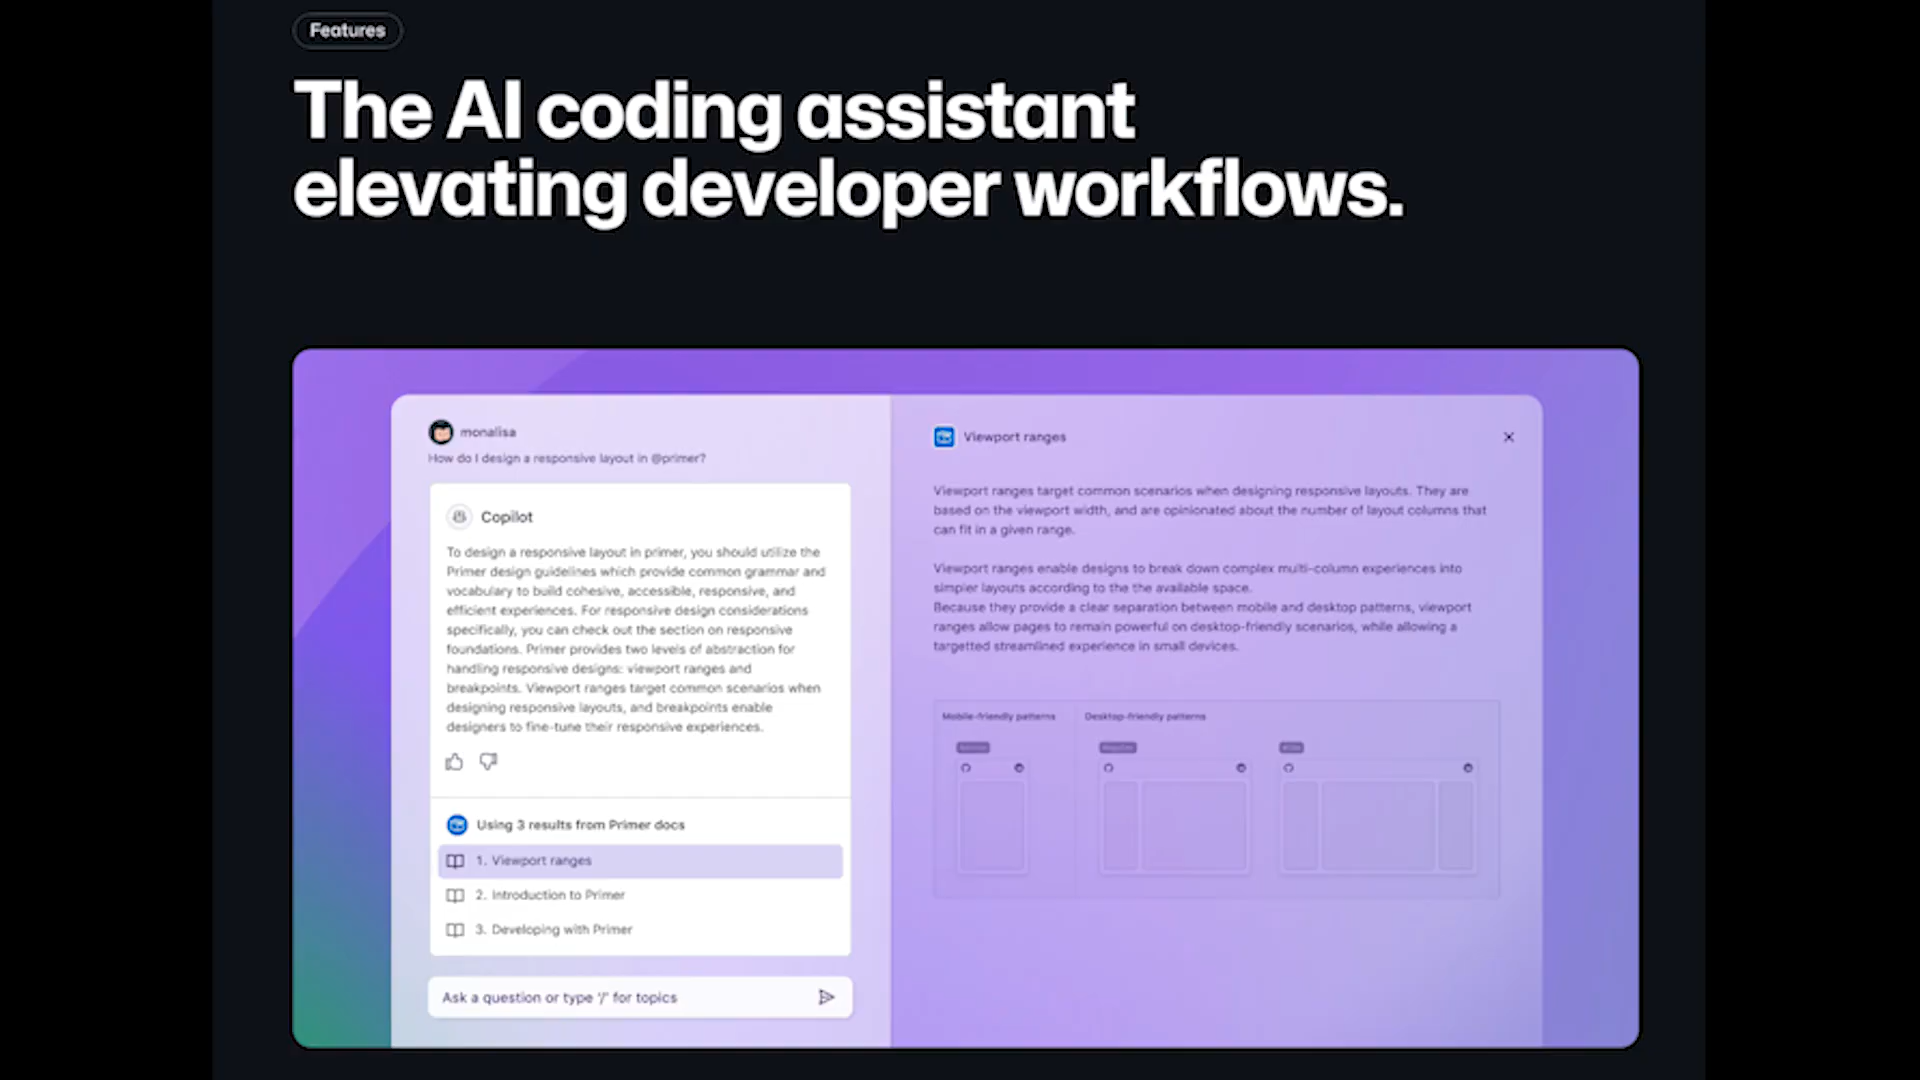 Features
The AI coding assistant
elevating developer workflows.
monalisa
How do I design a responsive layout in @primer?
Copilot
To design a responsive layout in primer, you should utilize the
Primer design guidelines which provide common grammar and
vocabulary to build cohesive, accessible, responsive, and
efficient experiences. For responsive design considerations
specifically, you can check out the section on responsive
foundations. Primer provides two levels of abstraction for
handling responsive designs: viewport ranges and
breakpoints. Viewport ranges target common scenarios when
designing responsive layouts, and breakpoints enable
designers to fine-tune their responsive experiences.
Using 3 results from Primer docs
1. Viewport ranges
2. Introduction to Primer
3. Developing with Primer
Ask a question or type '/' for topics
Viewport ranges
Viewport ranges target common scenarios when designing responsive layouts. They are
based on the viewport width, and are opinionated about the number of layout columns that
can fit in a given range.
Viewport ranges enable designs to break down complex multi-column experiences into
simpler layouts according to the the available space.
Because they provide a clear separation between mobile and desktop patterns, viewport
ranges allow pages to remain powerful on desktop-friendly scenarios, while allowing a
targetted streamlined experience in small devices.
Mobile-friendly patterns
Desktop-friendly patterns